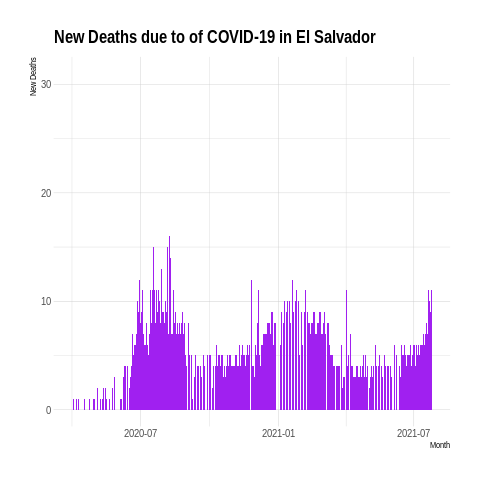 New Deaths due to of COVID-19 in El Salvador
New Deaths
30
20
10
0
2020-07
2021-01
2021-07
Month